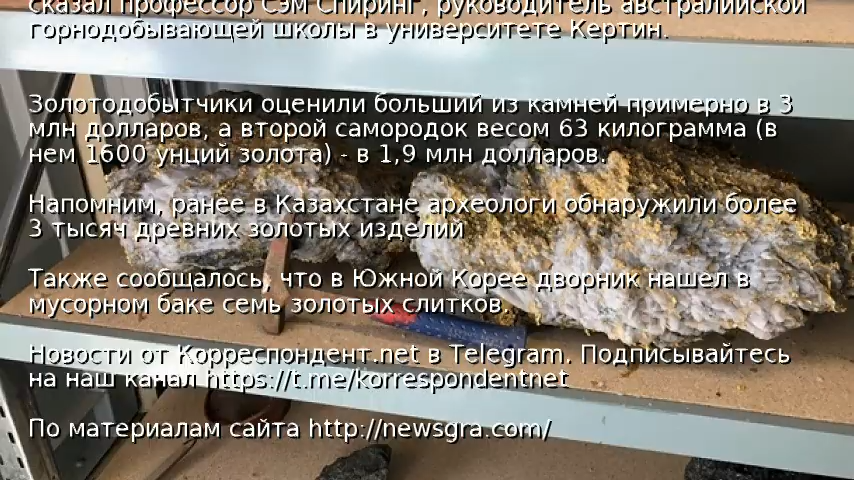 сказал профессор Сэм Спиринг, руководитель австралийской
горнодобывающей школы в университете Кертин.
Золотодобытчики оценили больший из камней примерно в 3
млн долларов, а второй самородок весом 63 килограмма (в
нем 1600 унций золота) - в 1,9 млн долларов.
Напомним, ранее в Казахстане археологи обнаружили более
3 тысяч древних золотых изделий
Также сообщалось, что в Южной Корее дворник нашел в
мусорном баке семь золотых слитков.
Новости от Корреспондент.net в Telegram. Подписывайтесь
на наш канал https://t.me/korrespondentnet
По материалам сайта http://newsgra.com/